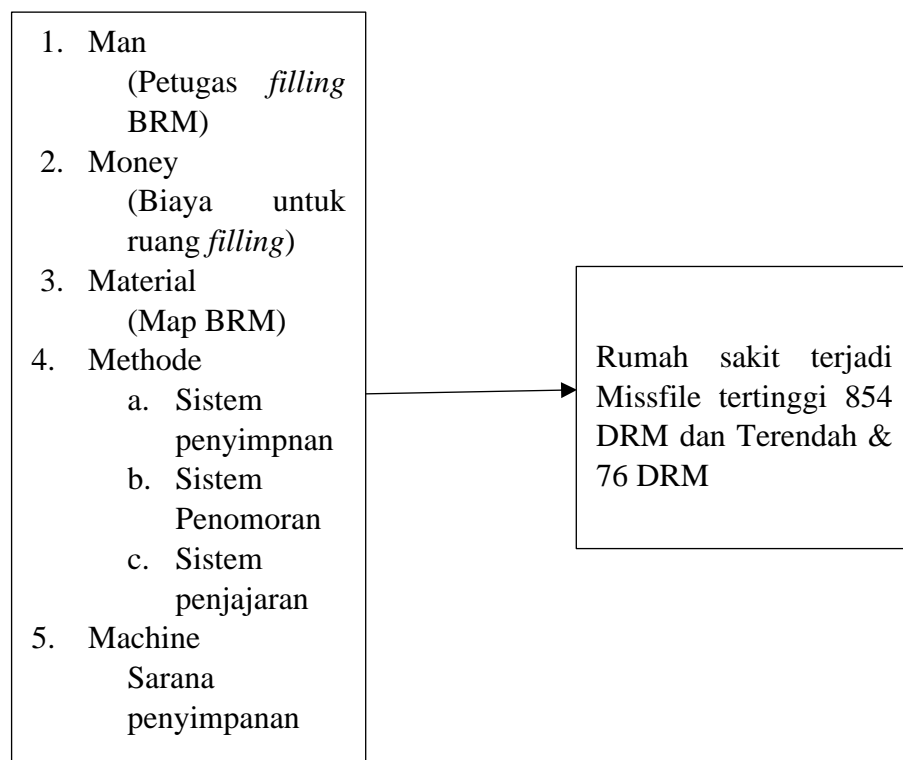 1. Man
(Petugas filling
BRM)
2. Money
(Biaya untuk
ruang filling)
3. Material
(Map BRM)
4. Methode
a. Sistem
penyimpnan
b. Sistem
Penomoran
c. Sistem
penjajaran
5. Machine
Sarana
penyimpanan
Rumah sakit terjadi
Missfile tertinggi 854
DRM dan Terendah &
76 DRM